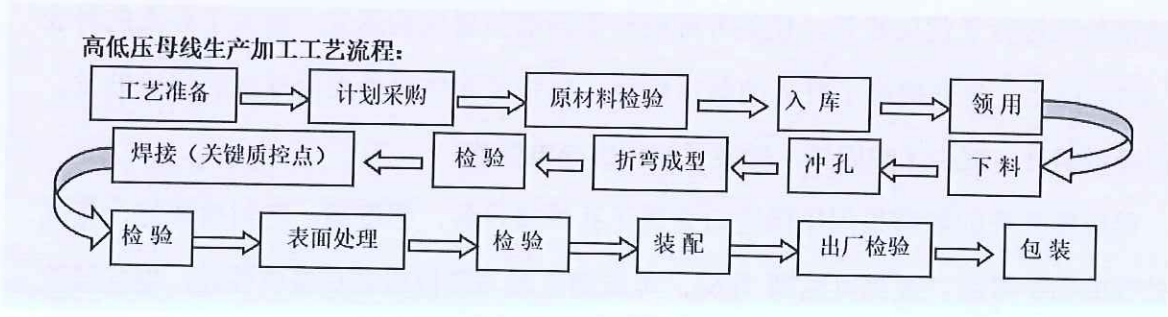 高低压母线生产加工工艺流程：
工艺准备 计划采购 原材料检验 入库 领用
焊接（关键质控点） 检验 折弯成型 冲孔 下料
检验 表面处理 检验 装配 出厂检验 包装